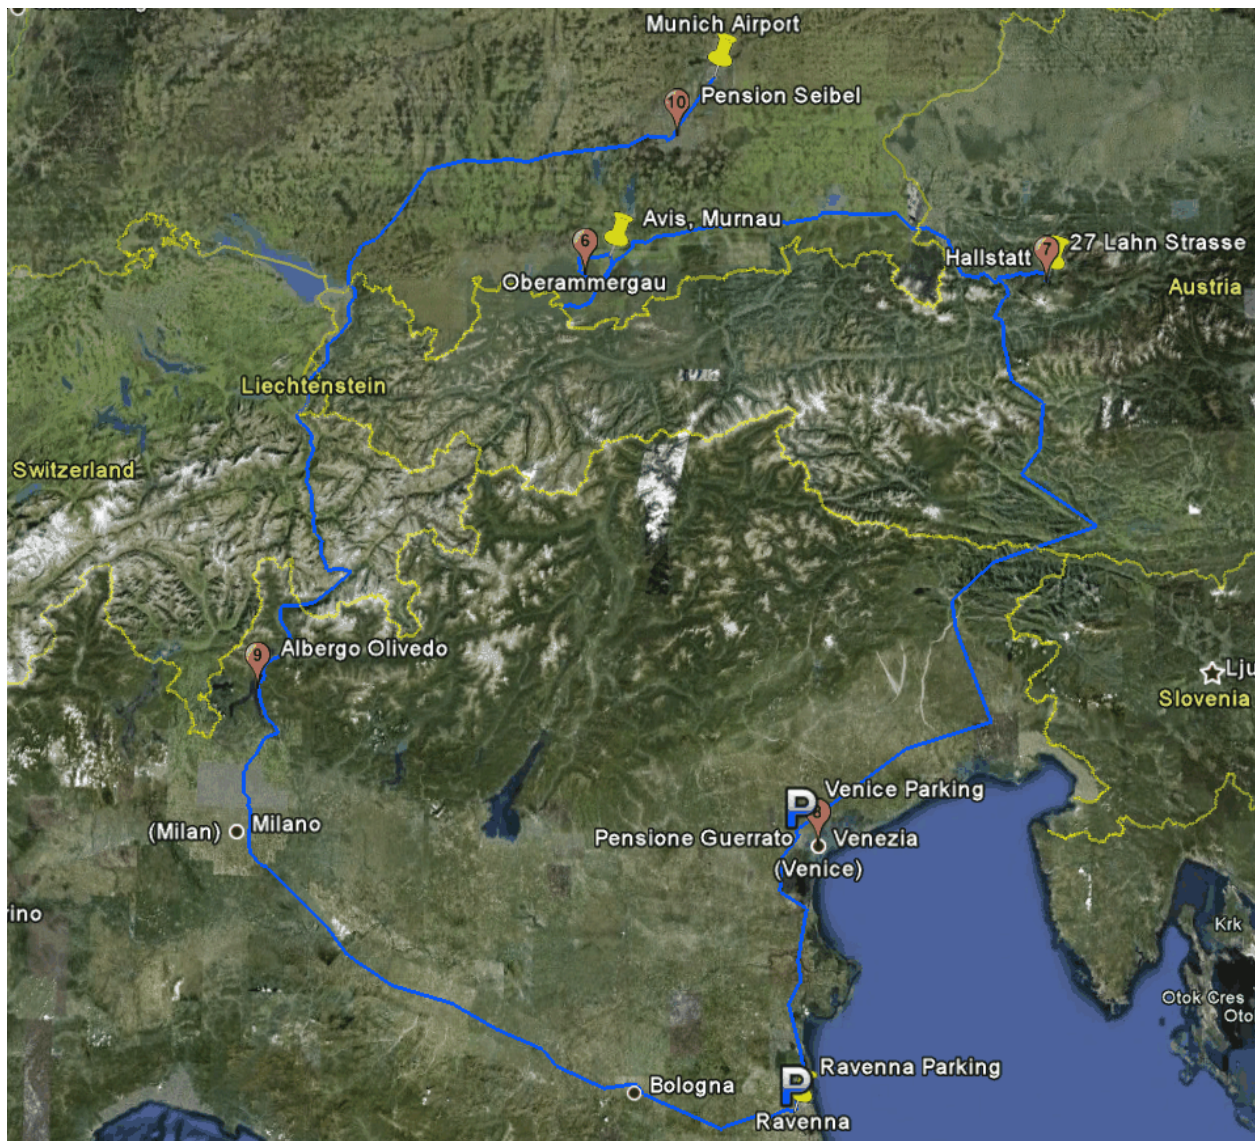 Munich Airport
10
Pension Seibel
Avis, Murnau
6
Oberammergau
Hallstatt
7
27 Lahn Strasse
Austria
Liechtenstein
Switzerland
9
Albergo Olivedo
Slovenia
(Milan)
Milano
Venice Parking
Pensione Guerrato
Venezia
(Venice)
Krk
Otok Cres
P
P
Bologna
Ravenna Parking
Ravenna